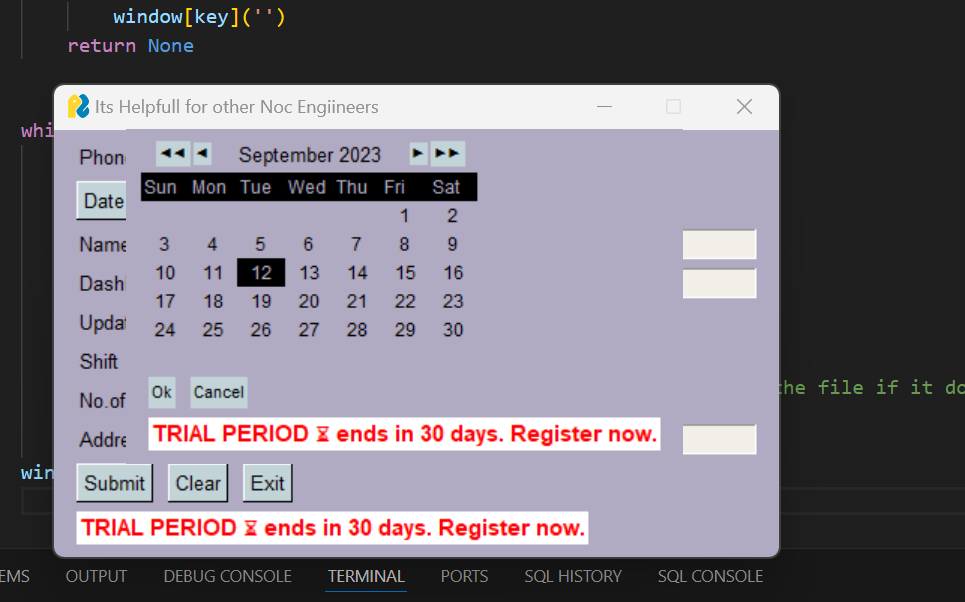 window[key]('')
return None
Its Helpfull for other Noc Engiineers
whi
Phon
◄◄ ◄ September 2023 ► ►►
Sun Mon Tue Wed Thu Fri Sat
Date
1 2
Name
3 4 5 6 7 8 9
10 11 12 13 14 15 16
Dash
17 18 19 20 21 22 23
Updat
24 25 26 27 28 29 30
Shift
No.of
Ok Cancel
the file if it do
Addre
TRIAL PERIOD ⌛ ends in 30 days. Register now.
win
Submit Clear Exit
TRIAL PERIOD ⌛ ends in 30 days. Register now.
EMS OUTPUT DEBUG CONSOLE TERMINAL PORTS SQL HISTORY SQL CONSOLE